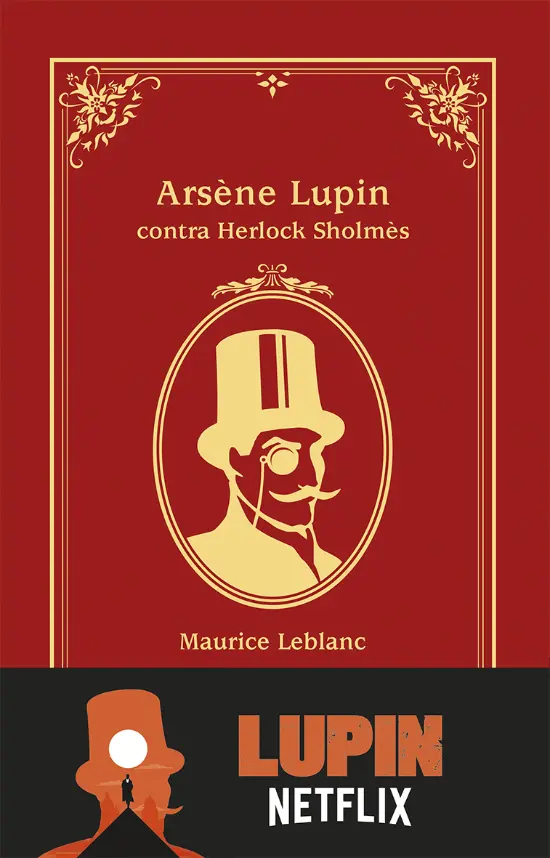 Arsène Lupin
contra Herlock Sholmès
Maurice Leblanc
LUPIN
NETFLIX